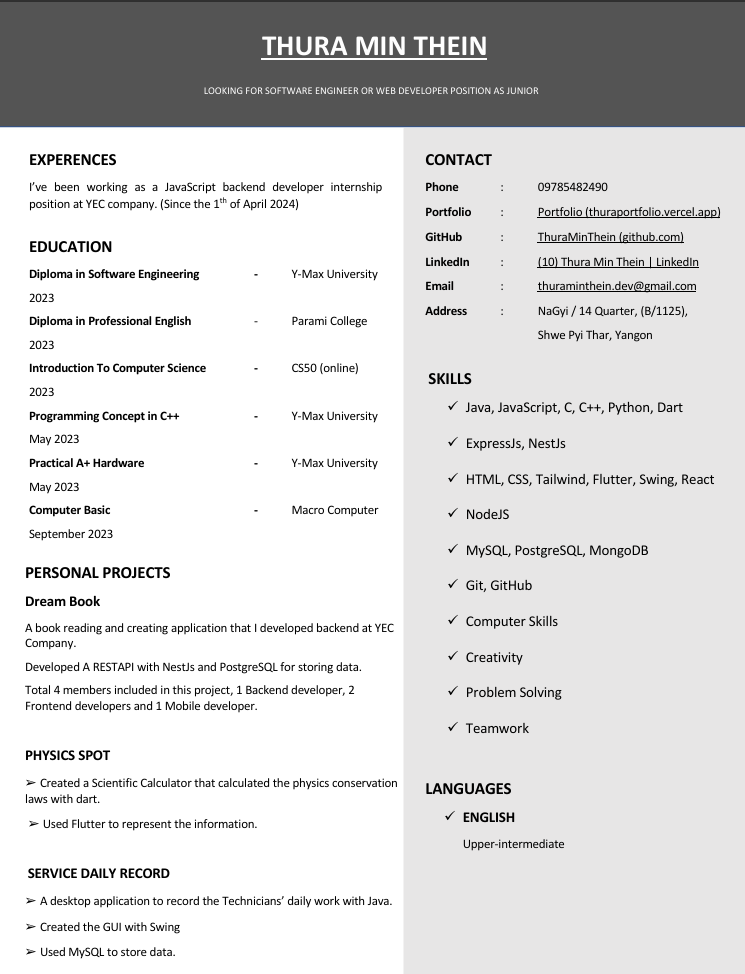 THURA MIN THEIN
LOOKING FOR SOFTWARE ENGINEER OR WEB DEVELOPER POSITION AS JUNIOR
EXPERENCES
I’ve been working as a JavaScript backend developer internship
position at YEC company. (Since the 1th of April 2024)
EDUCATION
Diploma in Software Engineering - Y-Max University
2023
Diploma in Professional English - Parami College
2023
Introduction To Computer Science - CS50 (online)
2023
Programming Concept in C++ - Y-Max University
May 2023
Practical A+ Hardware - Y-Max University
May 2023
Computer Basic - Macro Computer
September 2023
PERSONAL PROJECTS
Dream Book
A book reading and creating application that I developed backend at YEC
Company.
Developed A RESTAPI with NestJs and PostgreSQL for storing data.
Total 4 members included in this project, 1 Backend developer, 2
Frontend developers and 1 Mobile developer.
PHYSICS SPOT
➢ Created a Scientific Calculator that calculated the physics conservation
laws with dart.
➢ Used Flutter to represent the information.
SERVICE DAILY RECORD
➢ A desktop application to record the Technicians’ daily work with Java.
➢ Created the GUI with Swing
➢ Used MySQL to store data.
CONTACT
Phone : 09785482490
Portfolio : Portfolio (thuraportfolio.vercel.app)
GitHub : ThuraMinThein (github.com)
LinkedIn : (10) Thura Min Thein | LinkedIn
Email : thuraminthein.dev@gmail.com
Address : NaGyi / 14 Quarter, (B/1125),
Shwe Pyi Thar, Yangon
SKILLS
✓ Java, JavaScript, C, C++, Python, Dart
✓ ExpressJs, NestJs
✓ HTML, CSS, Tailwind, Flutter, Swing, React
✓ NodeJS
✓ MySQL, PostgreSQL, MongoDB
✓ Git, GitHub
✓ Computer Skills
✓ Creativity
✓ Problem Solving
✓ Teamwork
LANGUAGES
✓ ENGLISH
Upper-intermediate